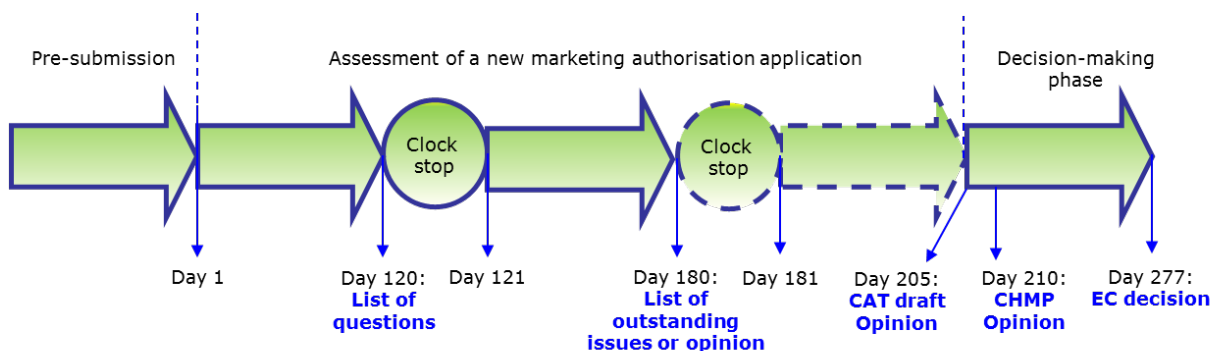 Pre-submission
Assessment of a new marketing authorisation application
Decision-making
phase
Clock
stop
Clock
stop
Day 1
Day 120:
List of
questions
Day 121
Day 180:
List of
outstanding
issues or opinion
Day 181
Day 205:
CAT draft
Opinion
Day 210:
CHMP
Opinion
Day 277:
EC decision